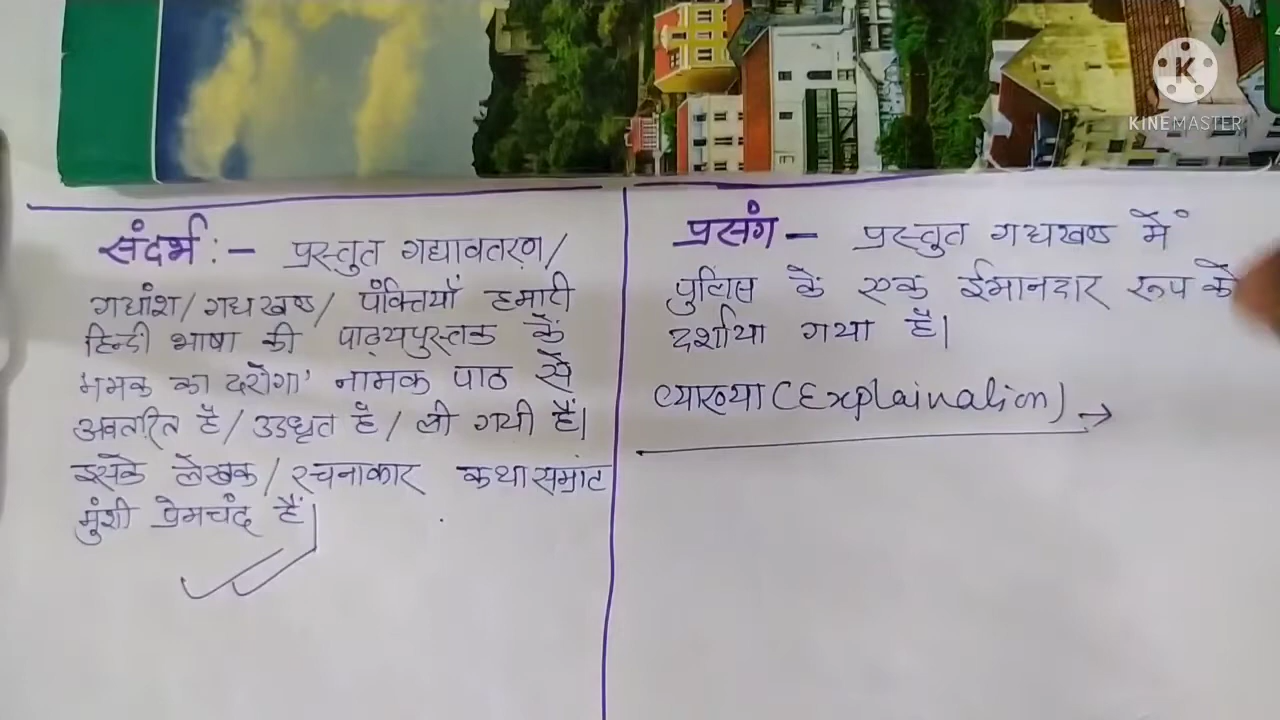 संदर्भ :- प्रस्तुत गद्यावतरण/
गद्यांश/गद्यखण्ड/ पंक्तियाँ हमारी
हिन्दी भाषा की पाठ्यपुस्तक के
'नमक का दरोगा' नामक पाठ से
अवतरित है/ उद्धृत है/ ली गयी हैं|
इसके लेखक/रचनाकार कथासम्राट
मुंशी प्रेमचंद हैं|
प्रसंग - प्रस्तुत गद्यखण्ड में
पुलिस के एक ईमानदार रूप को
दर्शाया गया है|
व्याख्या (Explaination) →
K
KINEMASTER